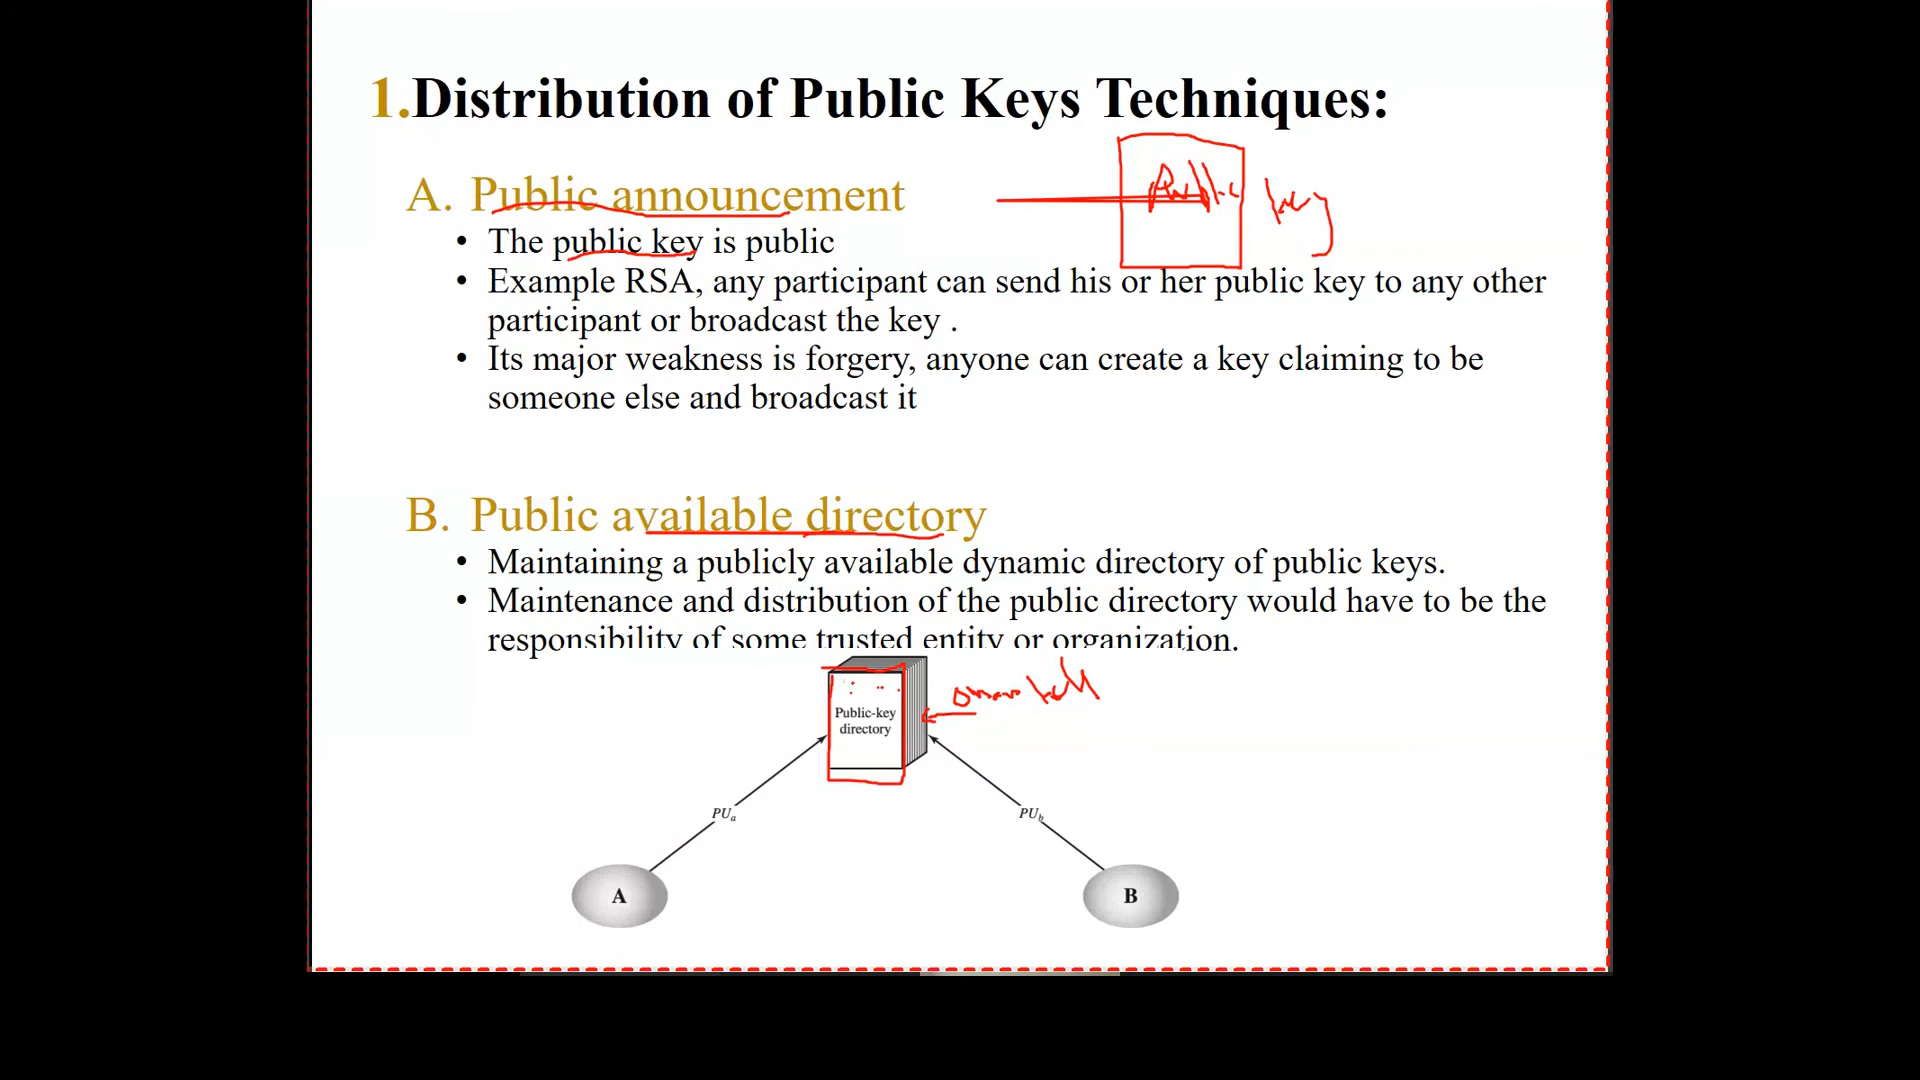 1.Distribution of Public Keys Techniques:
A. Public announcement
Public key
• The public key is public
• Example RSA, any participant can send his or her public key to any other
participant or broadcast the key .
• Its major weakness is forgery, anyone can create a key claiming to be
someone else and broadcast it
B. Public available directory
• Maintaining a publicly available dynamic directory of public keys.
• Maintenance and distribution of the public directory would have to be the
responsibility of some trusted entity or organization.
Public-key
directory
PUa
PUb
A
B